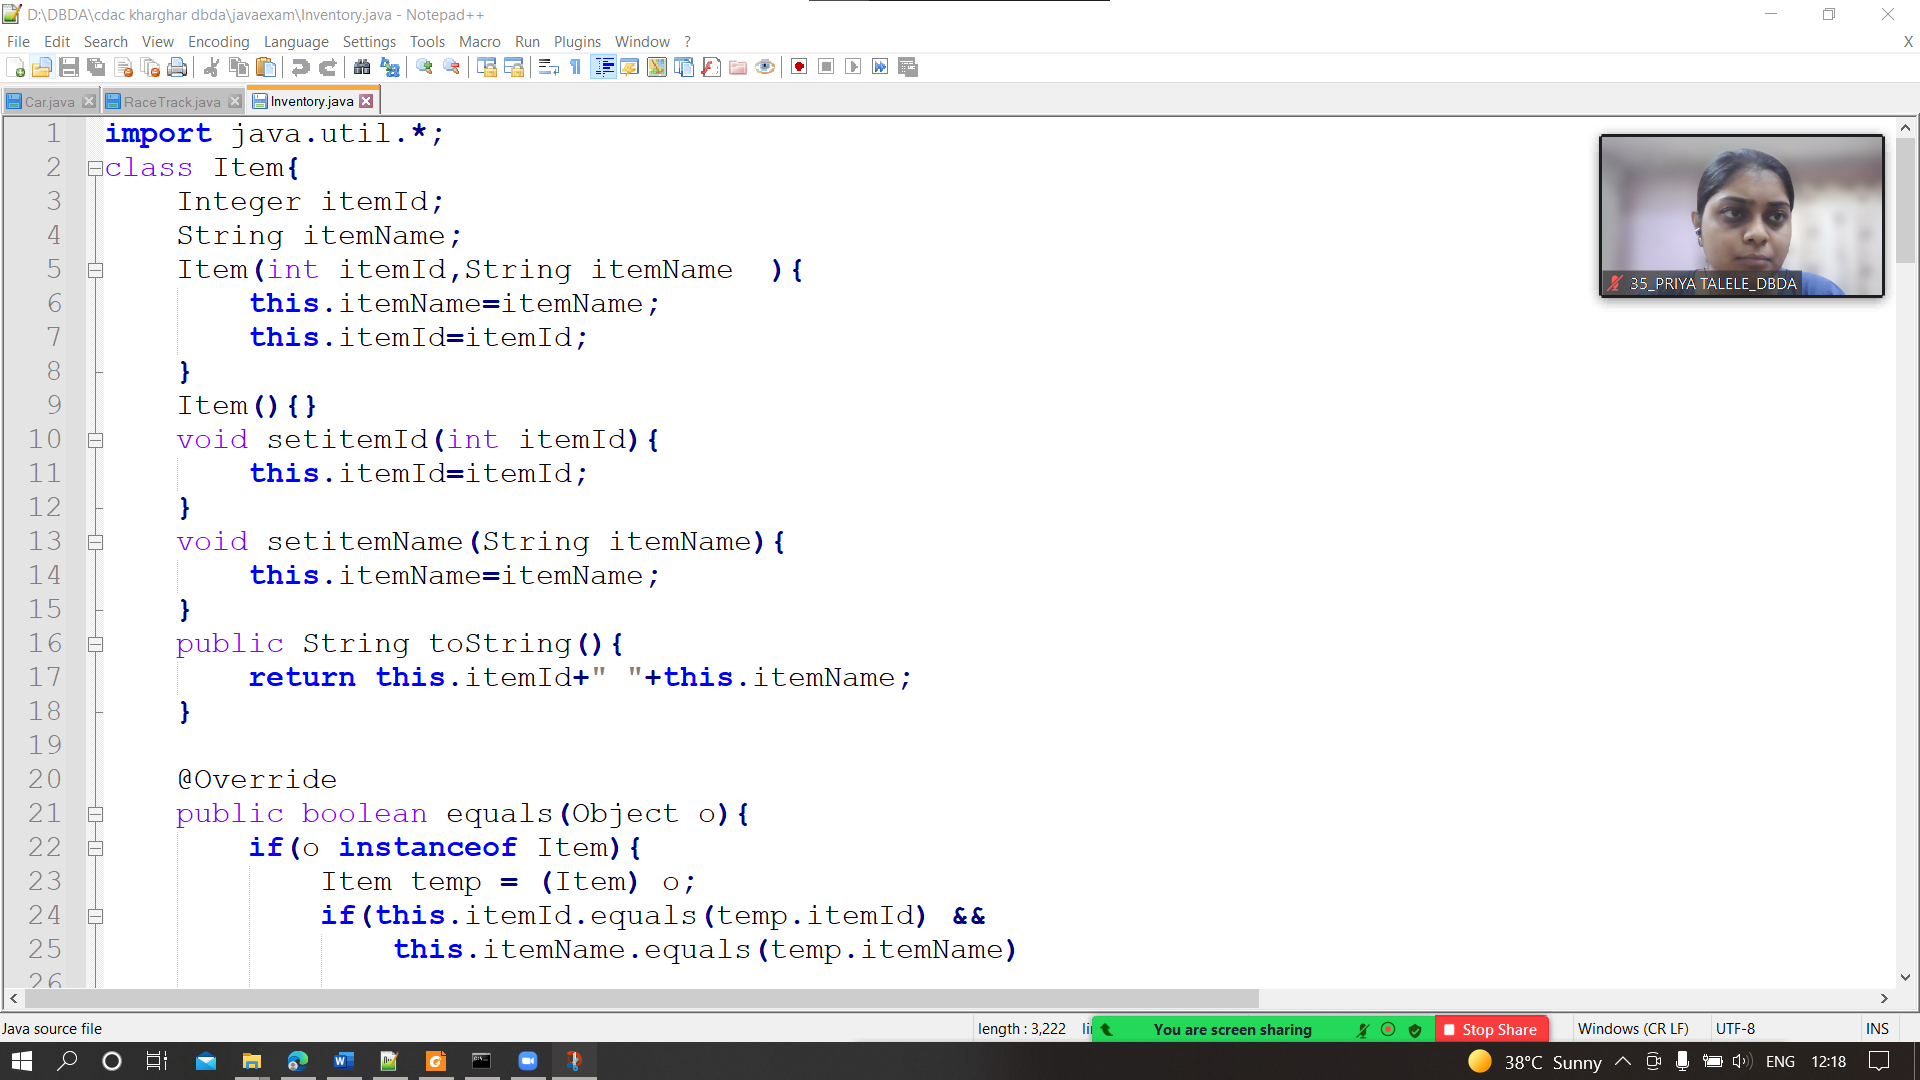 D:\DBDA\cdac kharghar dbda\javaexam\Inventory.java - Notepad++
File Edit Search View Encoding Language Settings Tools Macro Run Plugins Window ? X
Car.java RaceTrack.java Inventory.java
1 import java.util.*;
2 class Item{
3 Integer itemId;
4 String itemName;
5 Item(int itemId,String itemName ){
6 this.itemName=itemName;
7 this.itemId=itemId;
8 }
9 Item(){}
10 void setitemId(int itemId){
11 this.itemId=itemId;
12 }
13 void setitemName(String itemName){
14 this.itemName=itemName;
15 }
16 public String toString(){
17 return this.itemId+" "+this.itemName;
18 }
19
20 @Override
21 public boolean equals(Object o){
22 if(o instanceof Item){
23 Item temp = (Item) o;
24 if(this.itemId.equals(temp.itemId) &&
25 this.itemName.equals(temp.itemName)
26
35_PRIYA TALELE_DBDA
Java source file length : 3,222 You are screen sharing Stop Share Windows (CR LF) UTF-8 INS
38°C Sunny ENG 12:18